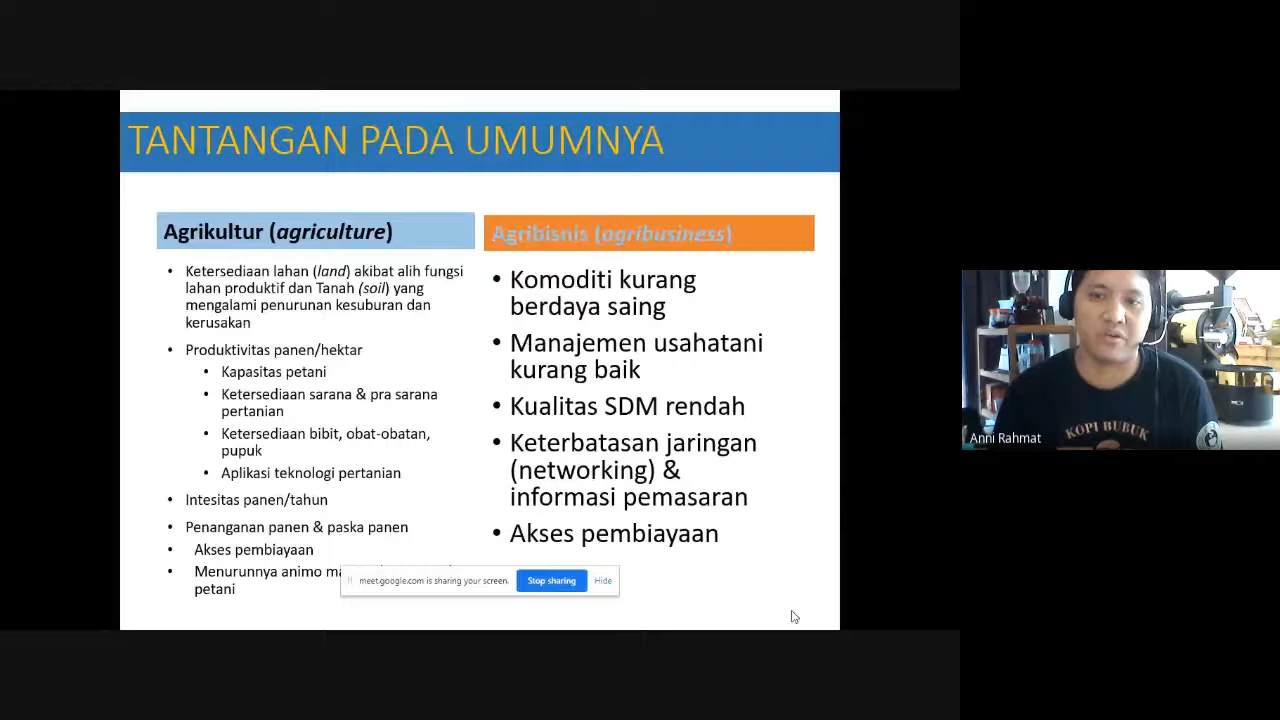 TANTANGAN PADA UMUMNYA
Agrikultur (agriculture)
• Ketersediaan lahan (land) akibat alih fungsi
lahan produktif dan Tanah (soil) yang
mengalami penurunan kesuburan dan
kerusakan
• Produktivitas panen/hektar
• Kapasitas petani
• Ketersediaan sarana & pra sarana
pertanian
• Ketersediaan bibit, obat-obatan,
pupuk
• Aplikasi teknologi pertanian
• Intesitas panen/tahun
• Penanganan panen & paska panen
• Akses pembiayaan
• Menurunnya animo
petani
Agribisnis (agribusiness)
• Komoditi kurang
berdaya saing
• Manajemen usahatani
kurang baik
• Kualitas SDM rendah
• Keterbatasan jaringan
(networking) &
informasi pemasaran
• Akses pembiayaan
meet.google.com is sharing your screen.
Stop sharing
Hide
KOPI BUBUK
Anni Rahmat